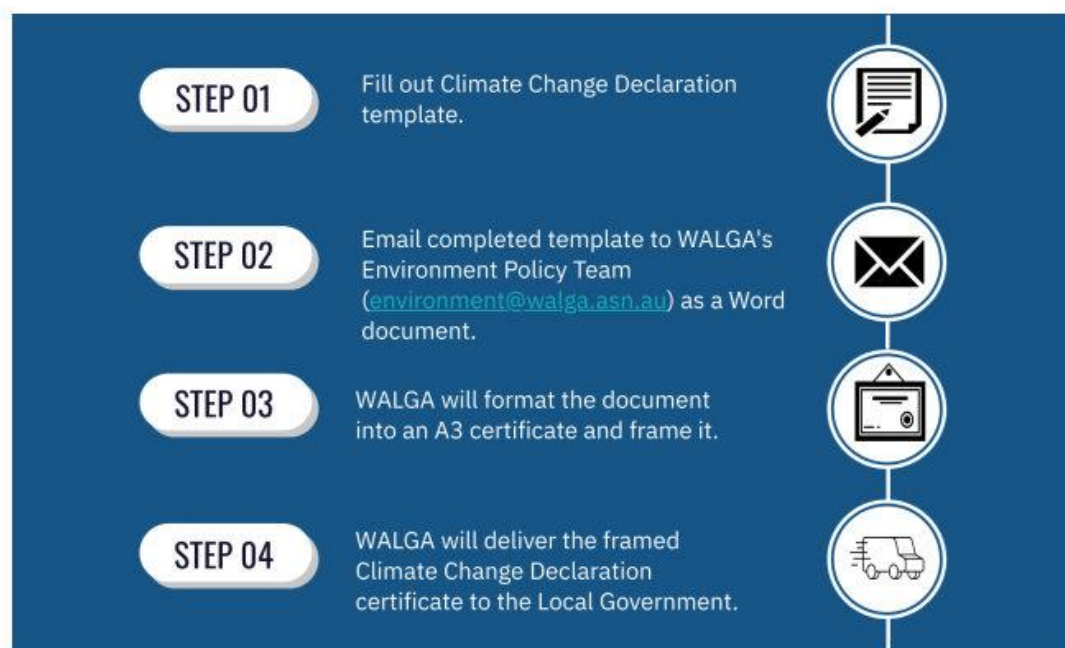 STEP 01
Fill out Climate Change Declaration
template.
STEP 02
Email completed template to WALGA's
Environment Policy Team
(environment@walga.asn.au) as a Word
document.
STEP 03
WALGA will format the document
into an A3 certificate and frame it.
STEP 04
WALGA will deliver the framed
Climate Change Declaration
certificate to the Local Government.